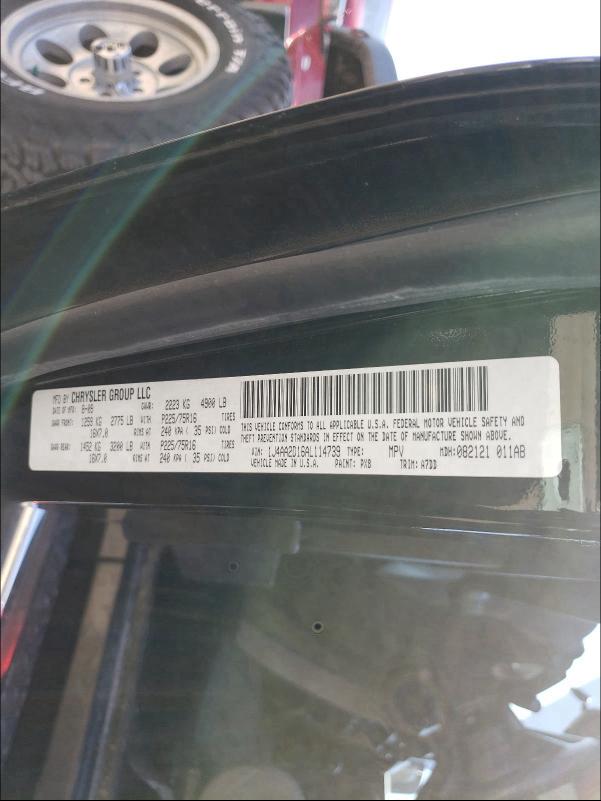 MFD BY CHRYSLER GROUP LLC
DATE OF MFR: 8-09 GVWR: 2223 KG 4900 LB
GAWR FRONT: 1259 KG 2775 LB WITH P225/75R16 TIRES
16X7.0 RIMS AT 240 KPA ( 35 PSI) COLD
GAWR REAR: 1452 KG 3200 LB WITH P225/75R16 TIRES
16X7.0 RIMS AT 240 KPA ( 35 PSI) COLD
THIS VEHICLE CONFORMS TO ALL APPLICABLE U.S.A. FEDERAL MOTOR VEHICLE SAFETY AND
THEFT PREVENTION STANDARDS IN EFFECT ON THE DATE OF MANUFACTURE SHOWN ABOVE.
VIN: 1J4AA2D16AL114739 TYPE: MPV MDH: 082121 011AB
VEHICLE MADE IN U.S.A. PAINT: PX8 TRIM: A7DD